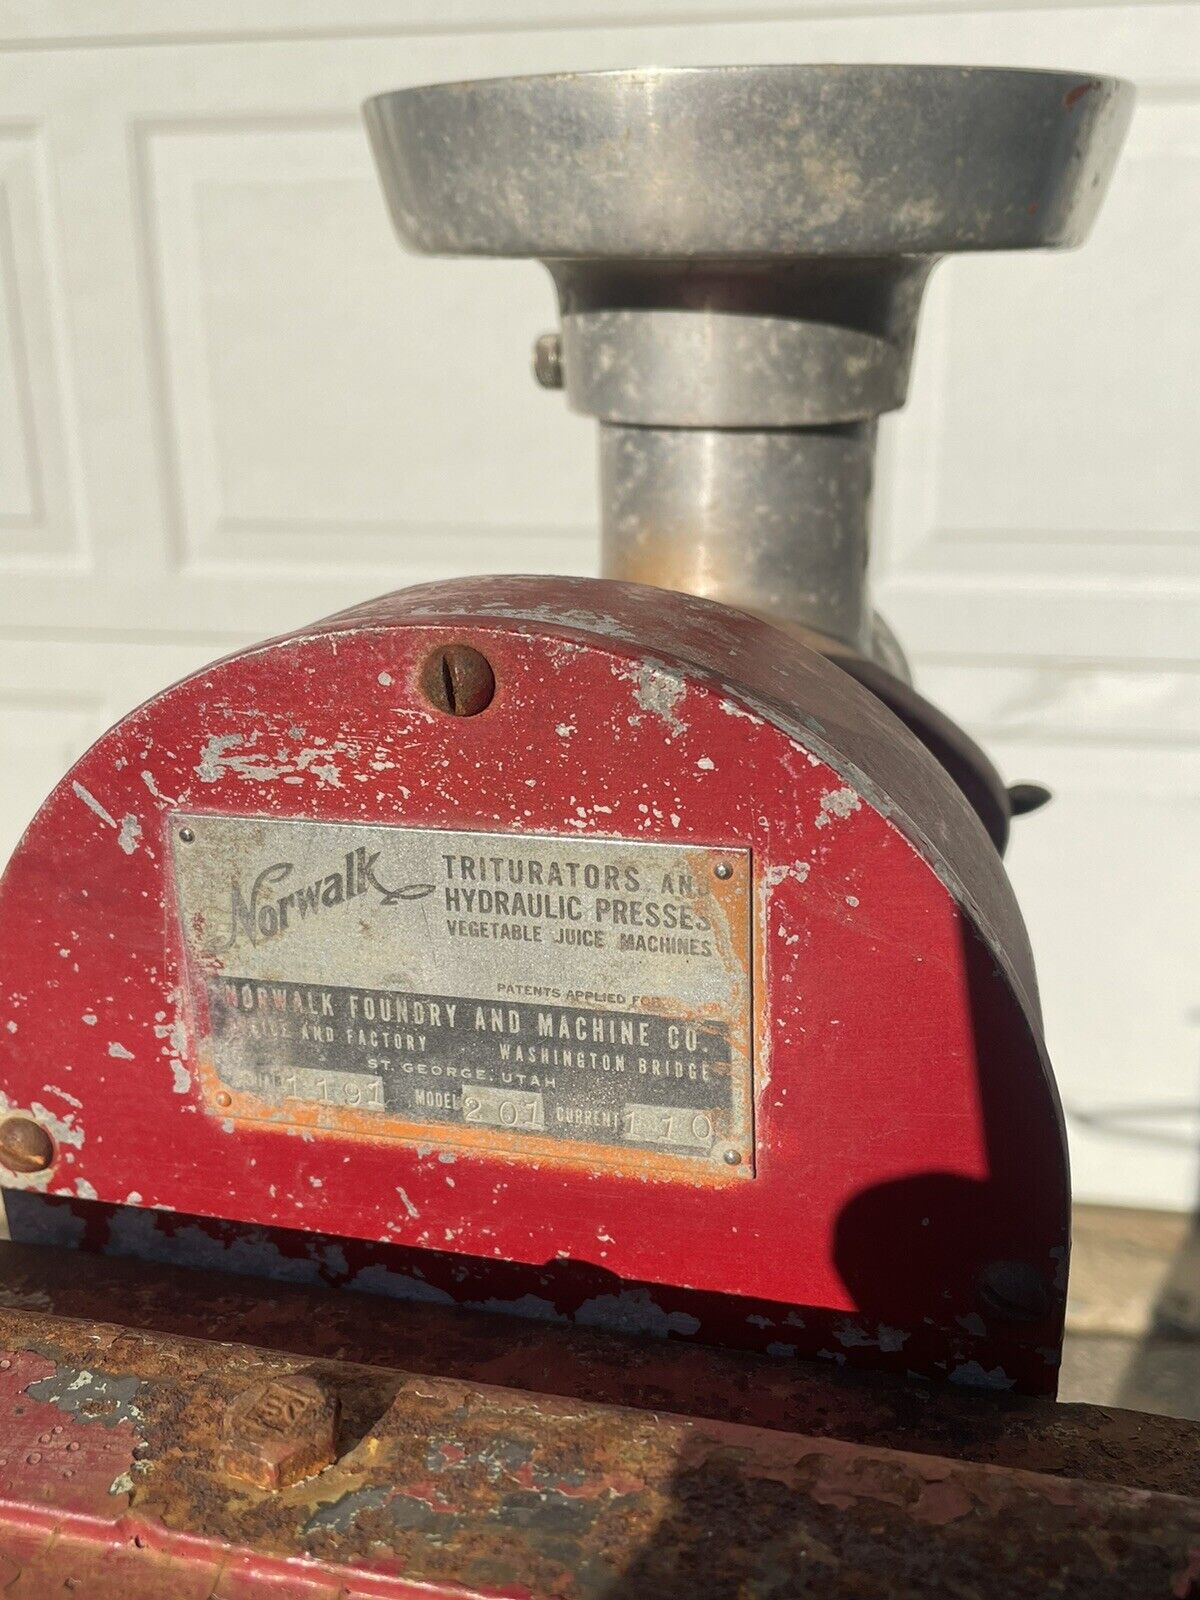 Norwalk
TRITURATORS AND
HYDRAULIC PRESSES
VEGETABLE JUICE MACHINES
PATENTS APPLIED FOR
NORWALK FOUNDRY AND MACHINE CO.
AND FACTORY WASHINGTON BRIDGE
ST. GEORGE, UTAH
1191 MODEL 201 CURRENT 110